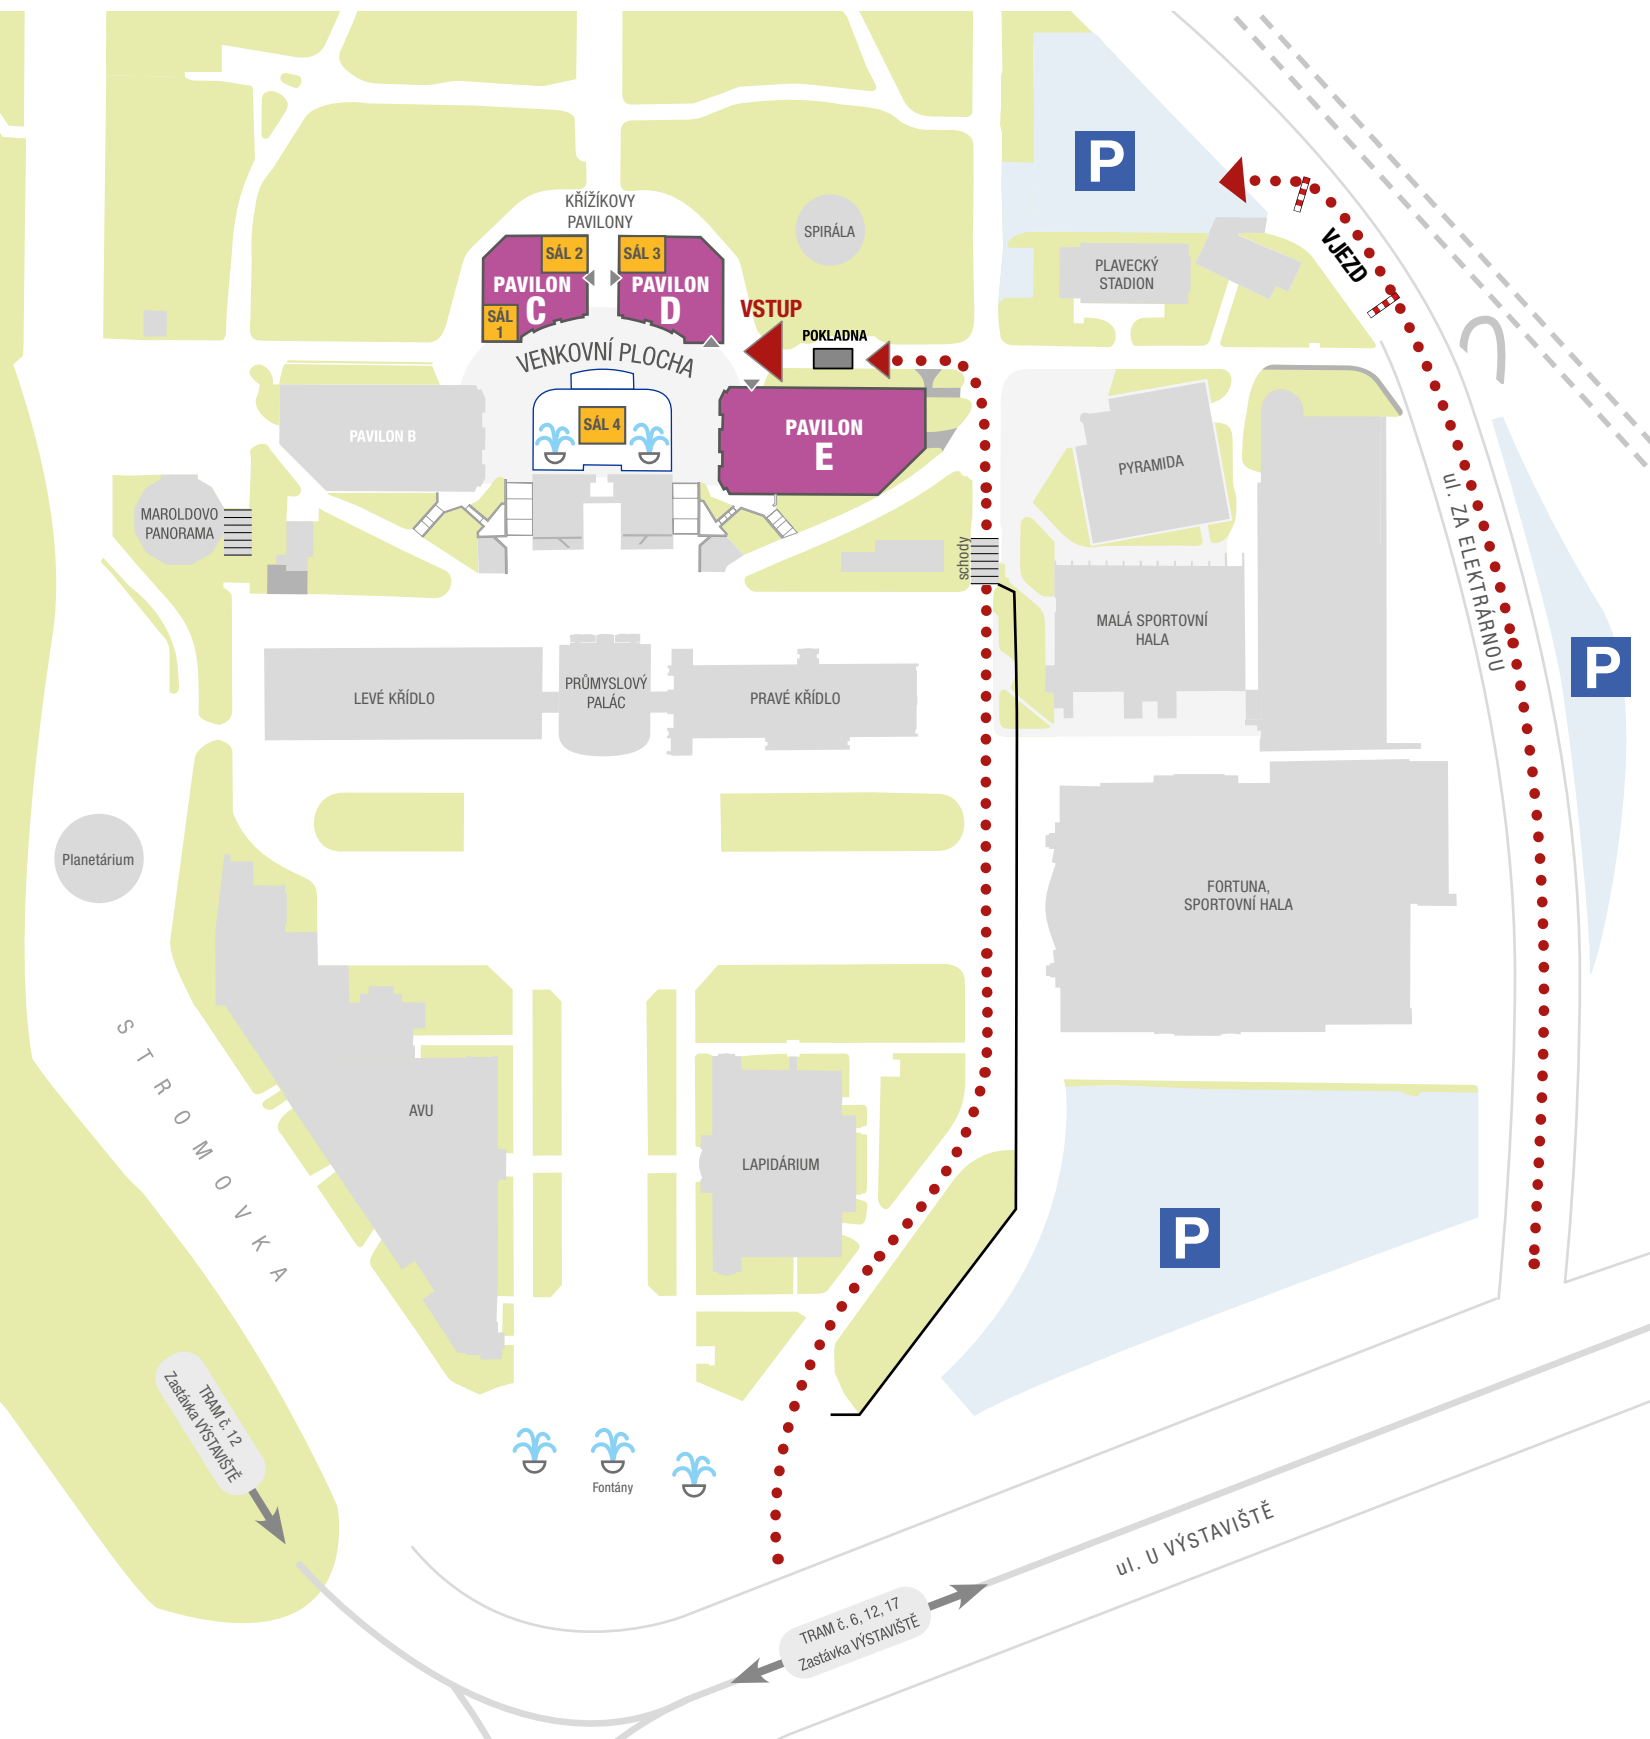 P
KŘÍŽÍKOVY
PAVILONY
SPIRÁLA
SÁL 2
SÁL 3
PAVILON
C
PAVILON
D
SÁL
1
VJEZD
PLAVECKÝ
STADION
VSTUP
POKLADNA
VENKOVNÍ PLOCHA
SÁL 4
PAVILON B
PAVILON
E
PYRAMIDA
MAROLDOVO
PANORAMA
schody
ul. ZA ELEKTRÁRNOU
MALÁ SPORTOVNÍ
HALA
P
LEVÉ KŘÍDLO
PRŮMYSLOVÝ
PALÁC
PRAVÉ KŘÍDLO
Planetárium
FORTUNA,
SPORTOVNÍ HALA
STROMOVKA
AVU
LAPIDÁRIUM
P
TRAM č. 12
Zastávka VÝSTAVIŠTĚ
Fontány
ul. U VÝSTAVIŠTĚ
TRAM č. 6, 12, 17
Zastávka VÝSTAVIŠTĚ